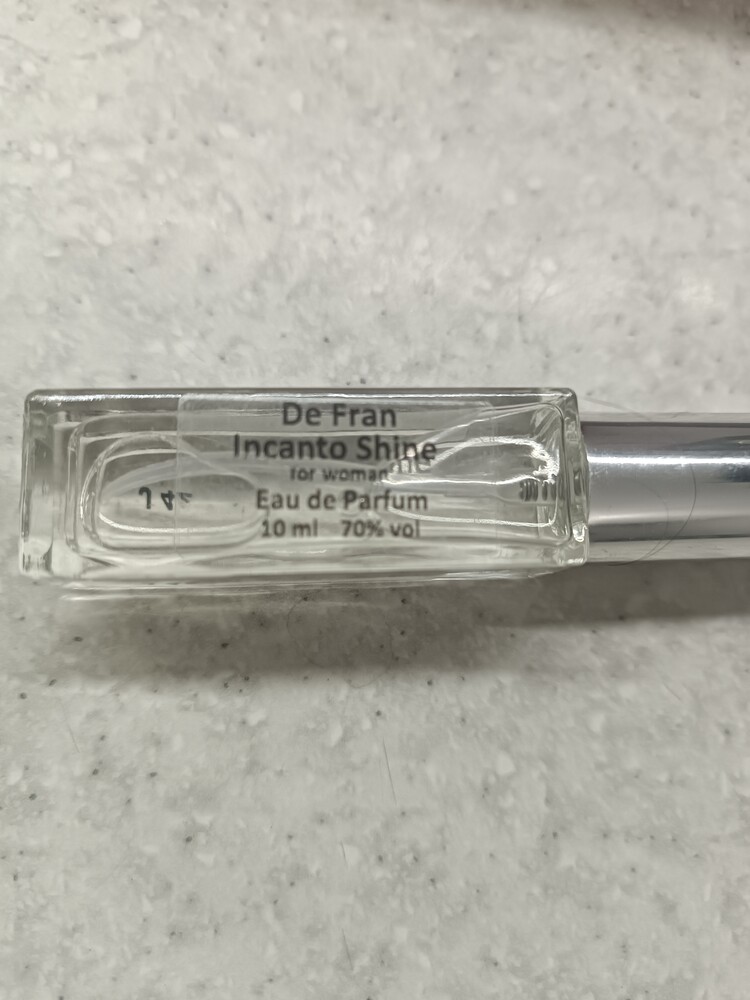 De Fran
Incanto Shine
for woman
Eau de Parfum
10 ml 70% vol